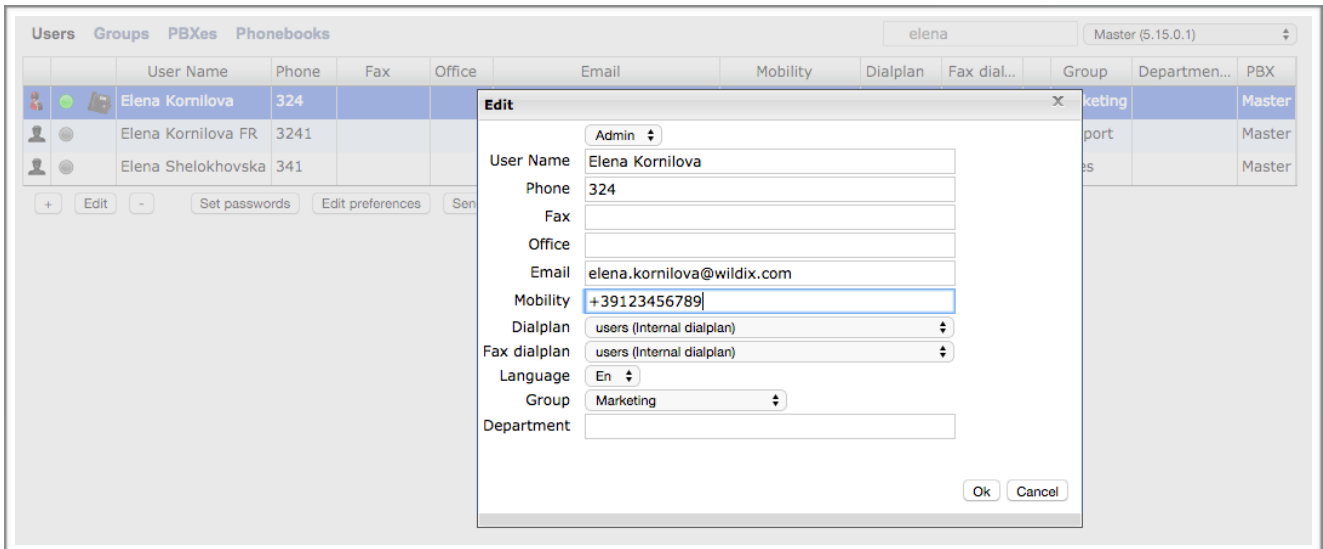 Users Groups PBXes Phonebooks elena Master (5.15.0.1)
User Name Phone Fax Office Email Mobility Dialplan Fax dial... Group Departmen... PBX
Elena Kornilova 324 keting Master
Elena Kornilova FR 3241 port Master
Elena Shelokhovska 341 es Master
+ Edit - Set passwords Edit preferences Sen
Edit X
Admin
User Name Elena Kornilova
Phone 324
Fax
Office
Email elena.kornilova@wildix.com
Mobility +39123456789
Dialplan users (Internal dialplan)
Fax dialplan users (Internal dialplan)
Language En
Group Marketing
Department
Ok Cancel